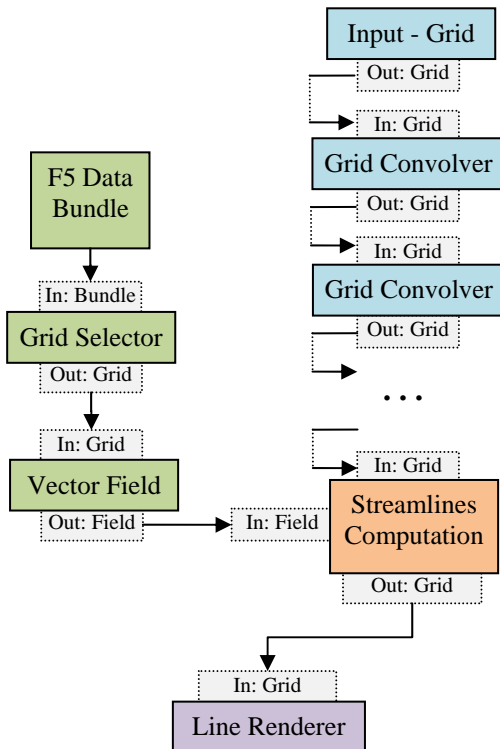 Input - Grid
Out: Grid
In: Grid
Grid Convolver
Out: Grid
In: Grid
Grid Convolver
Out: Grid
...
In: Grid
F5 Data
Bundle
In: Bundle
Grid Selector
Out: Grid
In: Grid
Vector Field
Out: Field
In: Field
Streamlines
Computation
Out: Grid
In: Grid
Line Renderer